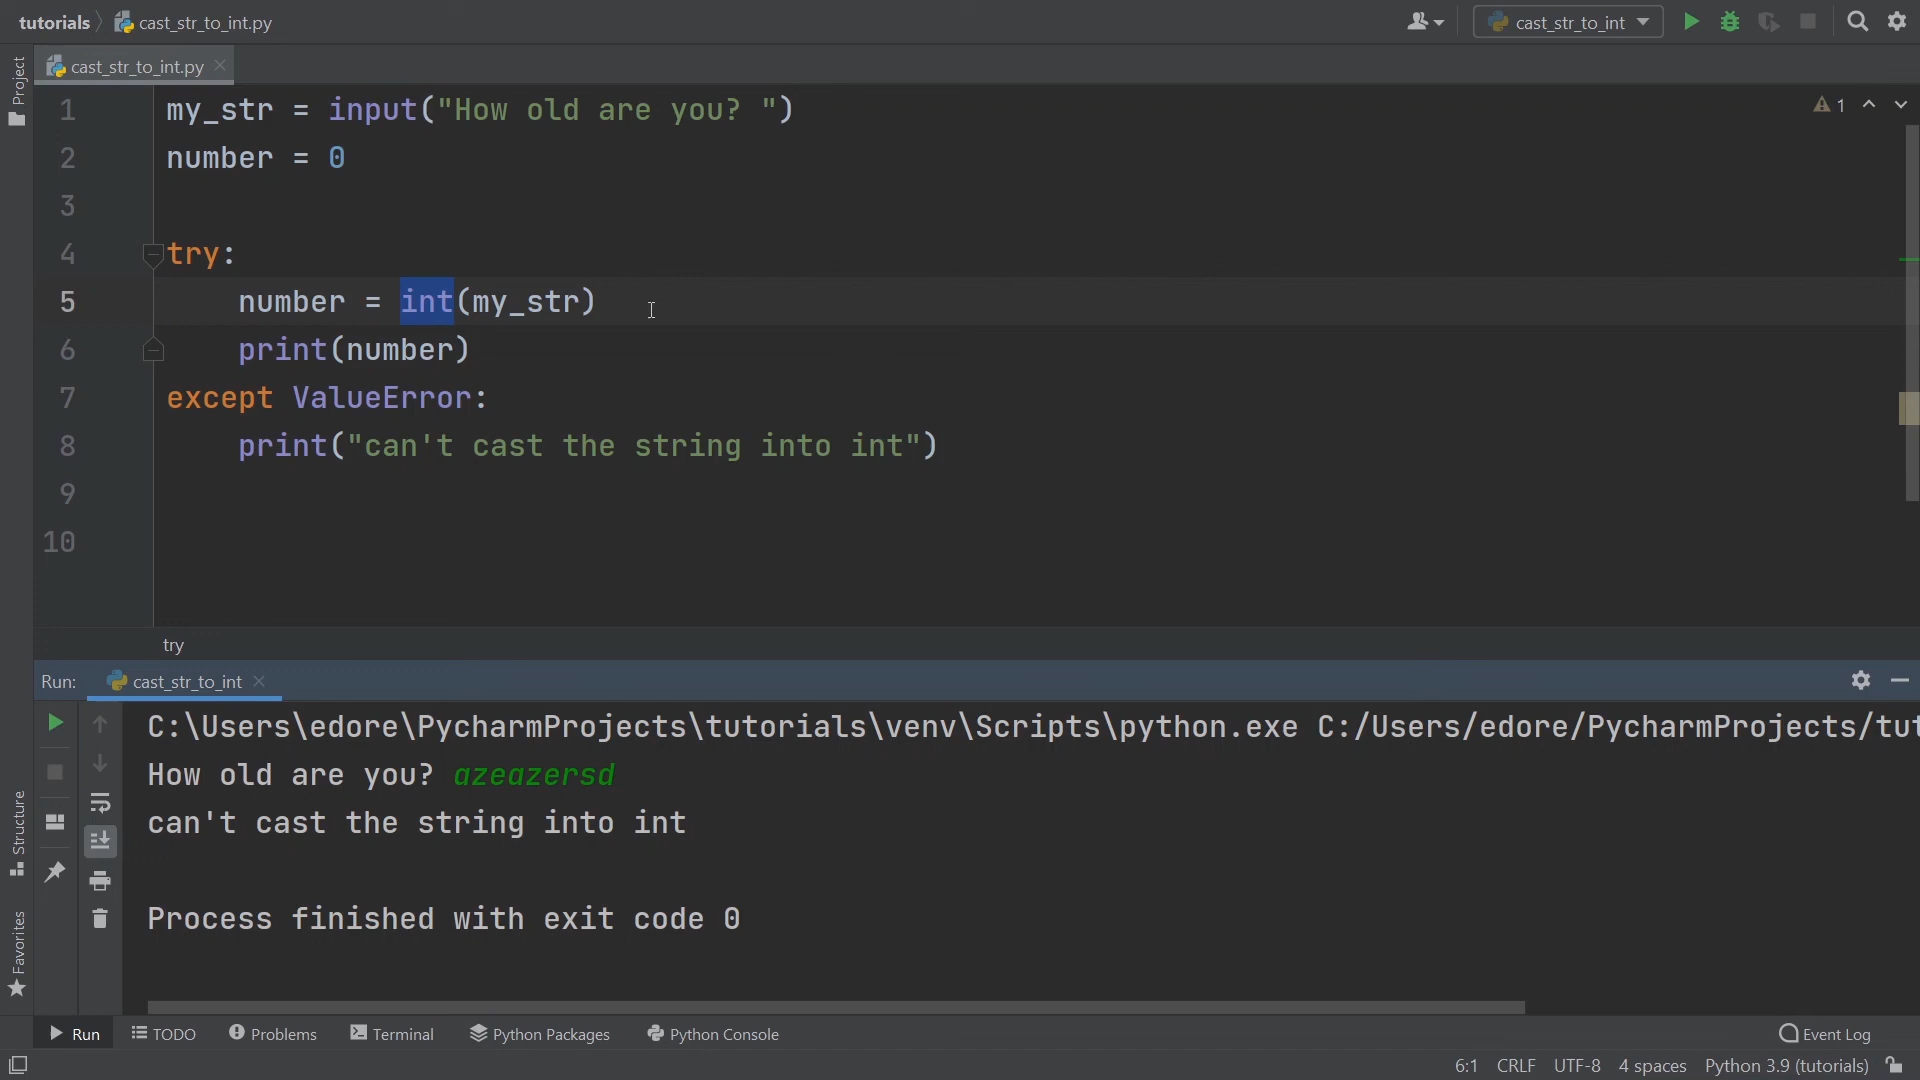 tutorials cast_str_to_int.py
cast_str_to_int
cast_str_to_int.py
Project
1 my_str = input("How old are you? ")
1
2 number = 0
3
4 try:
5 number = int(my_str)
6 print(number)
7 except ValueError:
8 print("can't cast the string into int")
9
10
try
Run: cast_str_to_int
C:\Users\edore\PycharmProjects\tutorials\venv\Scripts\python.exe C:/Users/edore/PycharmProjects/tut
How old are you? azeazersd
can't cast the string into int
Process finished with exit code 0
Structure
Favorites
Run TODO Problems Terminal Python Packages Python Console Event Log
6:1 CRLF UTF-8 4 spaces Python 3.9 (tutorials)